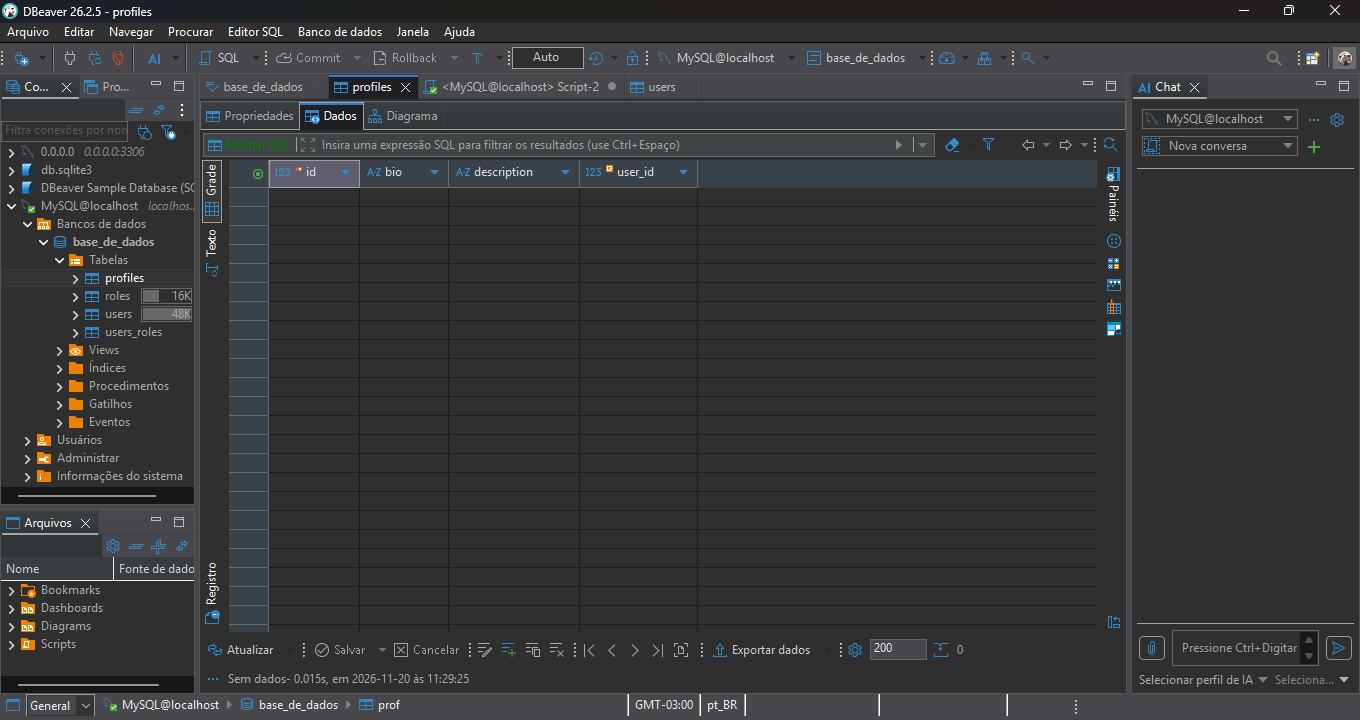 DBeaver 26.2.5 - profiles
Arquivo Editar Navegar Procurar Editor SQL Banco de dados Janela Ajuda
AI SQL Commit Rollback T Auto MySQL@localhost base_de_dados
Co... Pro... base_de_dados profiles <MySQL@localhost> Script-2 users AI Chat
Propriedades Dados Diagrama
MySQL@localhost
Filtra conexões por nom
Mostrar SQL Insira uma expressão SQL para filtrar os resultados (use Ctrl+Espaço)
Nova conversa
0.0.0.0 0.0.0.0:3306
db.sqlite3
DBeaver Sample Database (SQ
MySQL@localhost localhos...
Bancos de dados
base_de_dados
Tabelas
profiles
roles 16K
users 48K
users_roles
Views
Índices
Procedimentos
Gatilhos
Eventos
Usuários
Administrar
Informações do sistema
Grade
Texto
Registro
123 id A-Z bio A-Z description 123 user_id
Painéis
Arquivos
Nome Fonte de dado
Bookmarks
Dashboards
Diagrams
Scripts
Atualizar Salvar Cancelar Exportar dados 200 0
Sem dados- 0.015s, em 2026-11-20 às 11:29:25
Pressione Ctrl+Digitar
Selecionar perfil de IA Seleciona...
General MySQL@localhost base_de_dados prof GMT-03:00 pt_BR